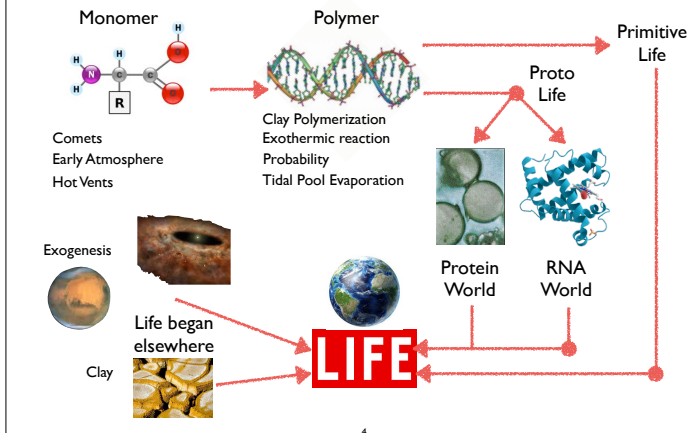 Monomer
Polymer
Primitive
Life
Proto
Life
H
H
H
H
N
C
C
R
Clay Polymerization
Exothermic reaction
Probability
Tidal Pool Evaporation
Comets
Early Atmosphere
Hot Vents
Exogenesis
Protein
World
RNA
World
Life began
elsewhere
LIFE
Clay